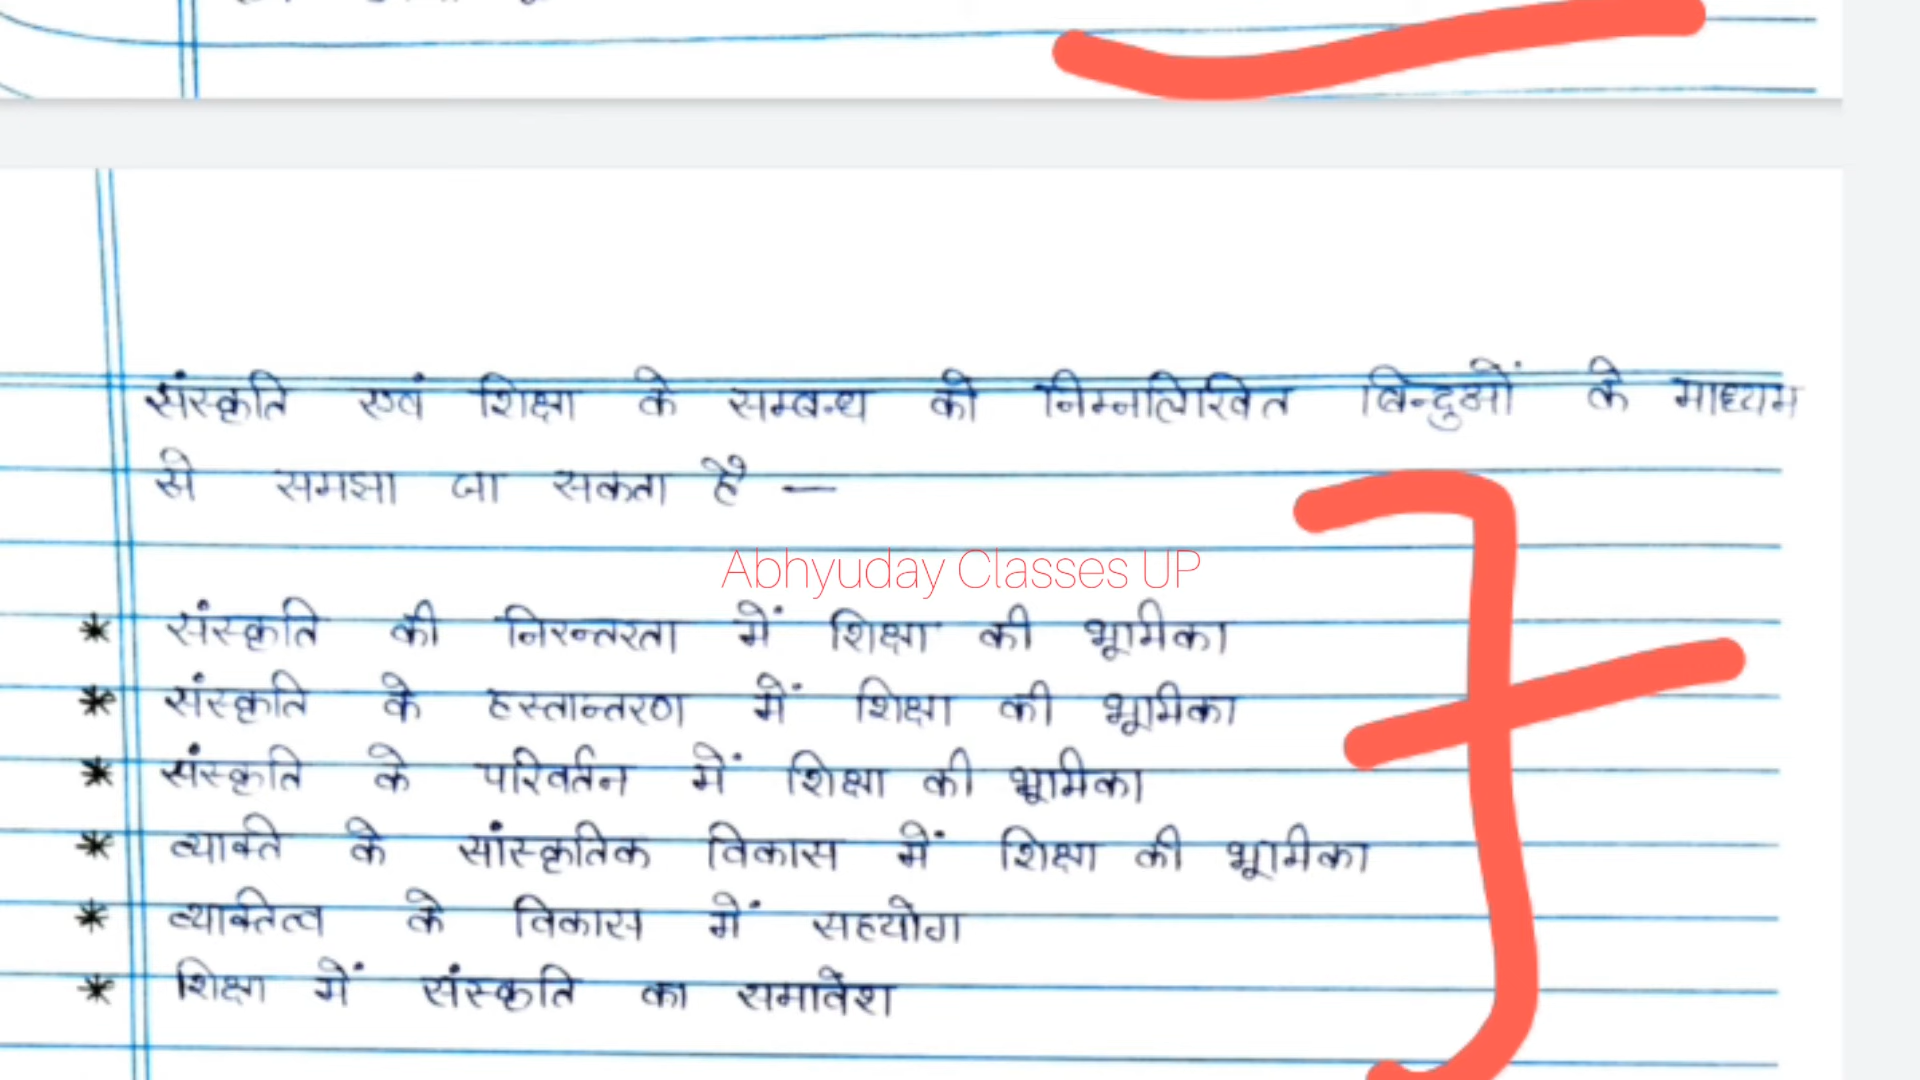 संस्कृति एवं शिक्षा के सम्बन्ध को निम्नलिखित बिन्दुओं के माध्यम
से समझा जा सकता है —
Abhyuday Classes UP
* संस्कृति की निरन्तरता में शिक्षा की भूमिका
* संस्कृति के हस्तान्तरण में शिक्षा की भूमिका
* संस्कृति के परिवर्तन में शिक्षा की भूमिका
* व्यक्ति के सांस्कृतिक विकास में शिक्षा की भूमिका
* व्यक्तित्व के विकास में सहयोग
* शिक्षा में संस्कृति का समावेश